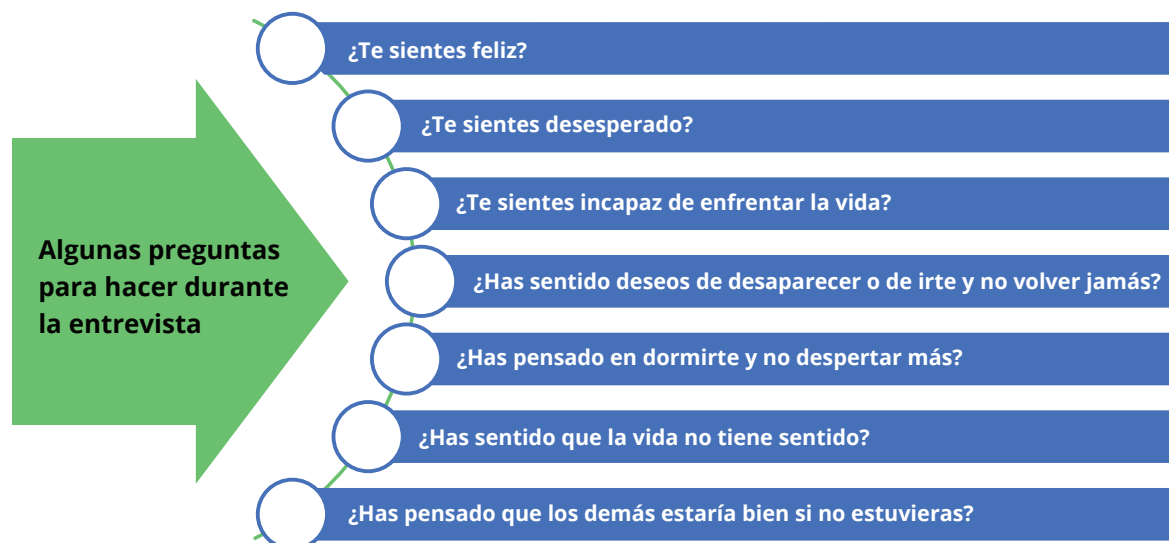 Algunas preguntas
para hacer durante
la entrevista
¿Te sientes feliz?
¿Te sientes desesperado?
¿Te sientes incapaz de enfrentar la vida?
¿Has sentido deseos de desaparecer o de irte y no volver jamás?
¿Has pensado en dormirte y no despertar más?
¿Has sentido que la vida no tiene sentido?
¿Has pensado que los demás estaría bien si no estuvieras?